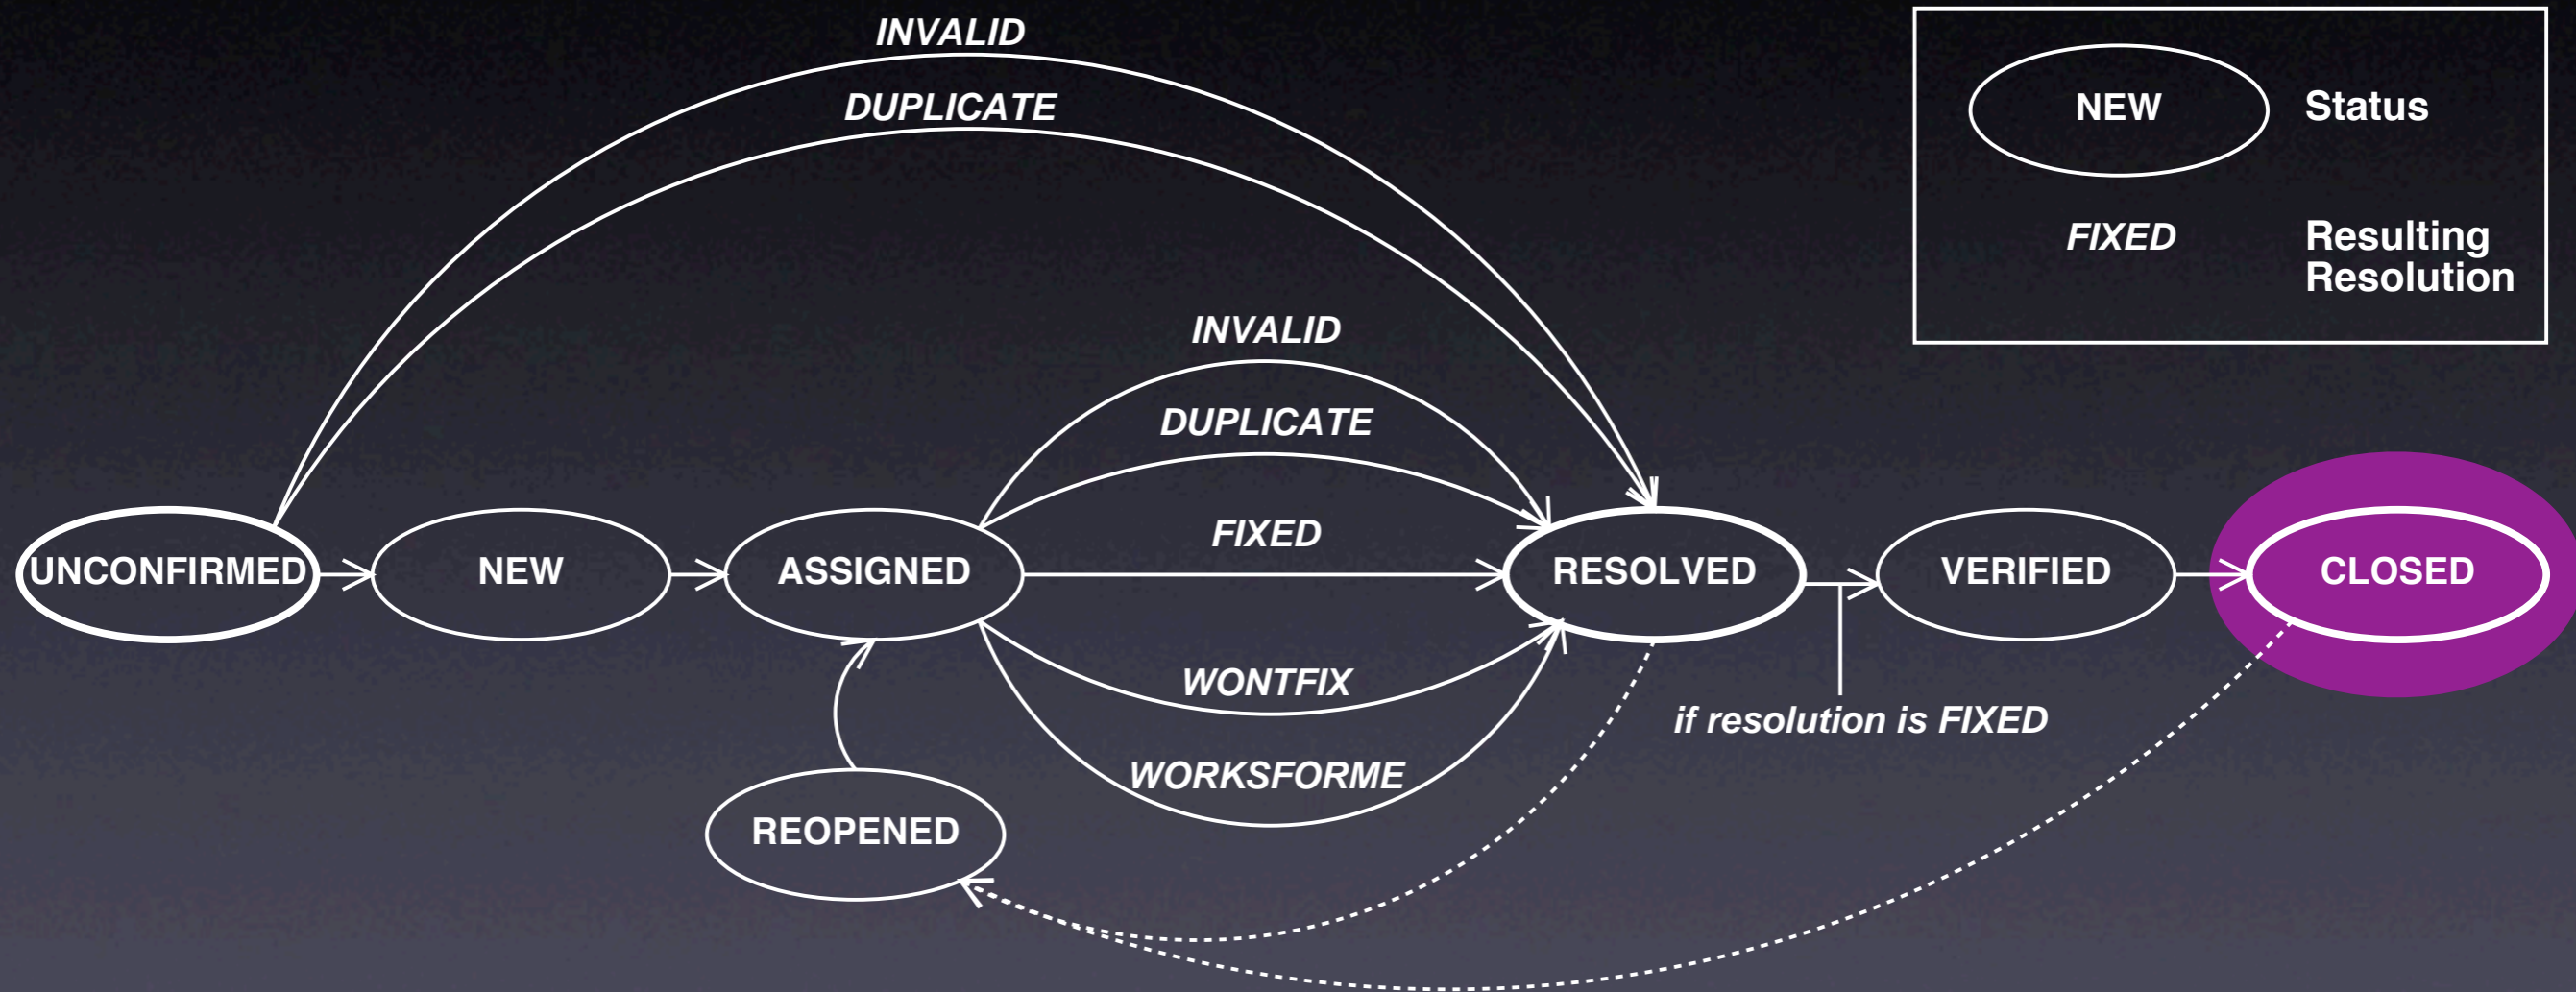 INVALID
DUPLICATE
NEW
Status
FIXED
Resulting
Resolution
INVALID
DUPLICATE
FIXED
UNCONFIRMED
NEW
ASSIGNED
RESOLVED
VERIFIED
CLOSED
WONTFIX
if resolution is FIXED
WORKSFORME
REOPENED